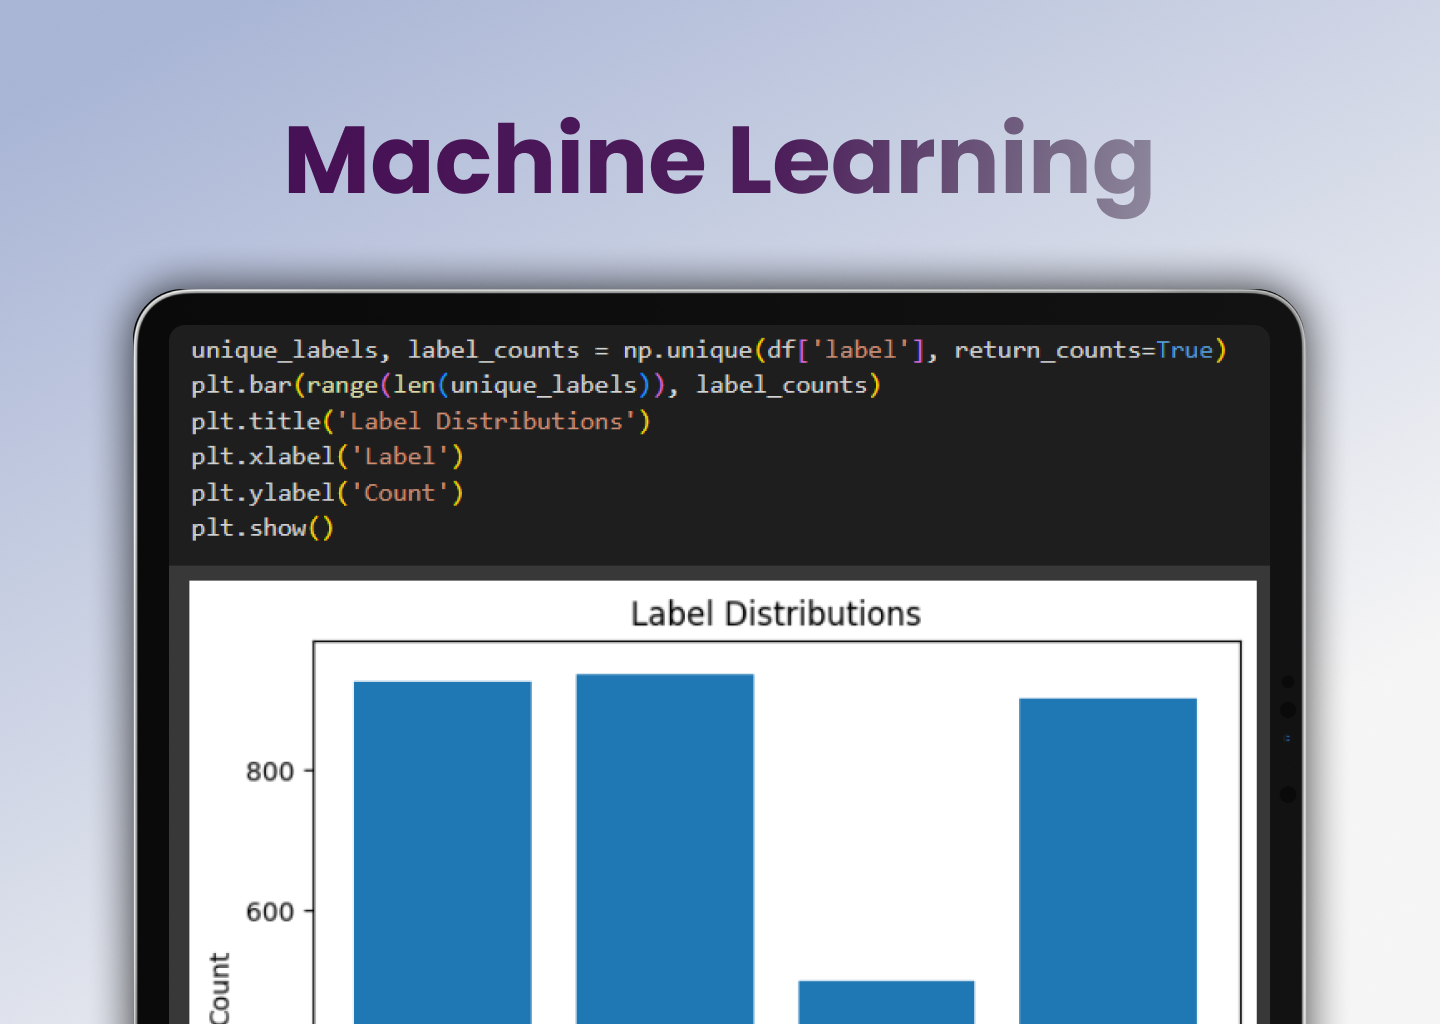 Machine Learning
unique_labels, label_counts = np.unique(df['label'], return_counts=True)
plt.bar(range(len(unique_labels)), label_counts)
plt.title('Label Distributions')
plt.xlabel('Label')
plt.ylabel('Count')
plt.show()
Label Distributions
800
600
Count